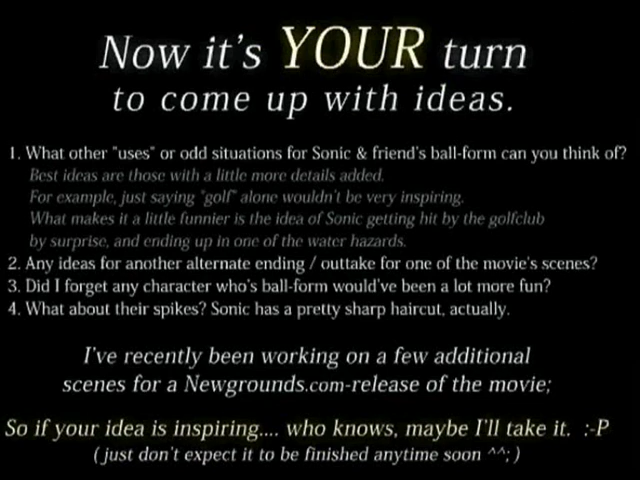 Now it's YOUR turn
to come up with ideas.
1. What other "uses" or odd situations for Sonic & friend's ball-form can you think of?
Best ideas are those with a little more details added.
For example, just saying "golf" alone wouldn't be very inspiring.
What makes it a little funnier is the idea of Sonic getting hit by the golfclub
by surprise, and ending up in one of the water hazards.
2. Any ideas for another alternate ending / outtake for one of the movie's scenes?
3. Did I forget any character who's ball-form would've been a lot more fun?
4. What about their spikes? Sonic has a pretty sharp haircut, actually.
I've recently been working on a few additional
scenes for a Newgrounds.com-release of the movie;
So if your idea is inspiring.... who knows, maybe I'll take it. :-P
( just don't expect it to be finished anytime soon ^^; )